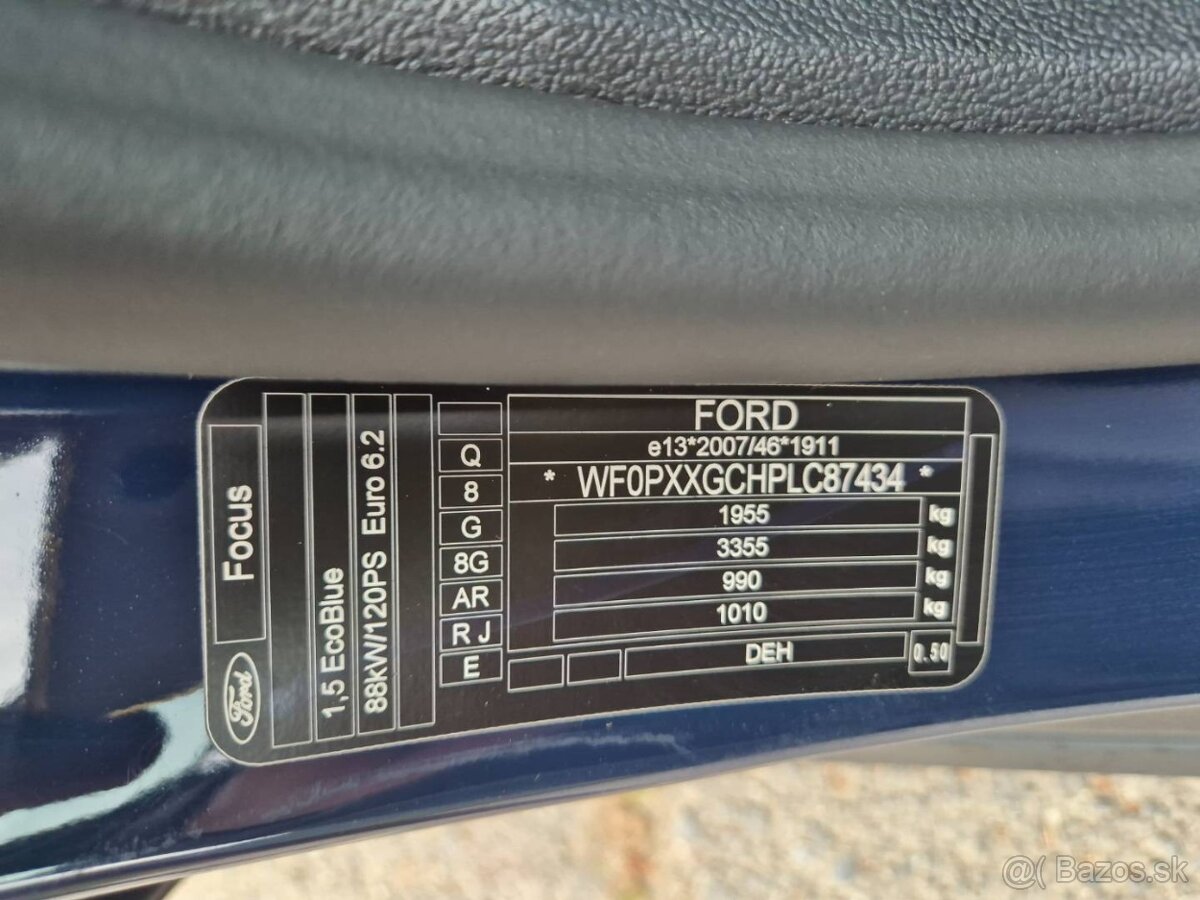 FORD
e13*2007/46*1911
* WF0PXXGCHPLC87434 *
1955 kg
3355 kg
990 kg
1010 kg
DEH 0.50
Q
8
G
8G
AR
R J
E
Focus
Ford
1,5 EcoBlue
88kW/120PS Euro 6.2
@( Bazos.sk